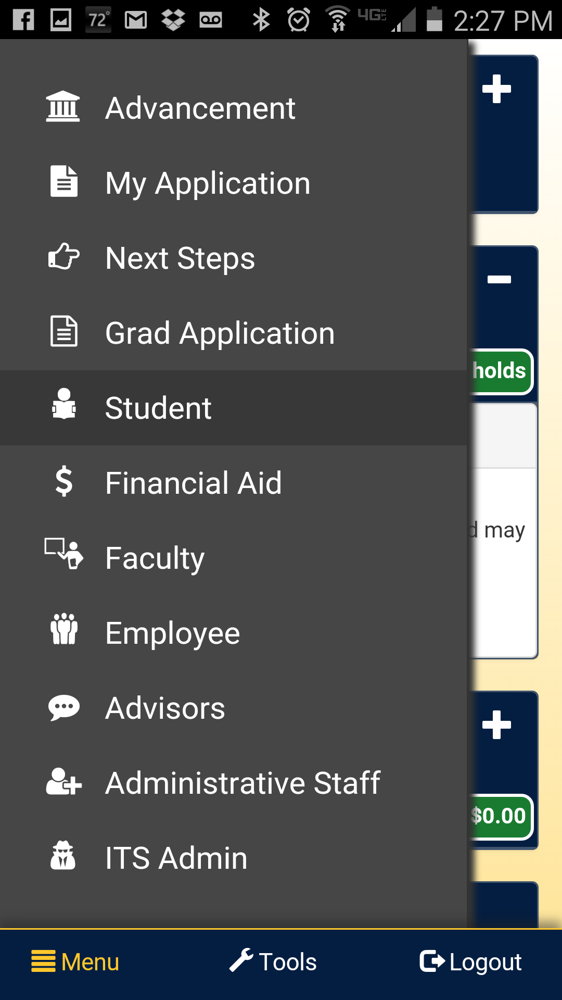 72° 4G LTE 2:27 PM
Advancement
My Application
Next Steps
Grad Application
holds
Student
Financial Aid
d may
Faculty
Employee
Advisors
Administrative Staff
$0.00
ITS Admin
Menu Tools Logout